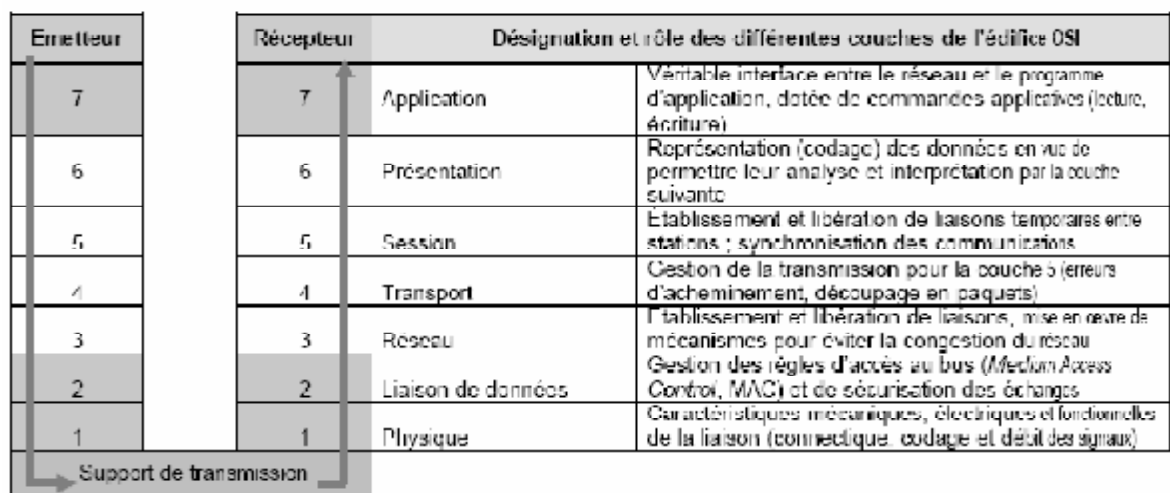 Emetteur Récepteur Désignation et rôle des différentes couches de l'édifice OSI
7 7 Application Véritable interface entre le réseau et le programme
d'application, dotée de commandes applicatives (lecture,
écriture)
6 6 Présentation Représentation (codage) des données en vue de
permettre leur analyse et interprétation par la couche
suivante
5 5 Session Etablissement et libération de liaisons temporaires entre
stations ; synchronisation des communications
4 4 Transport Gestion de la transmission pour la couche 5 (erreurs
d'acheminement, découpage en paquets)
3 3 Réseau Etablissement et libération de liaisons, mise en œuvre de
mécanismes pour éviter la congestion du réseau
2 2 Liaison de données Gestion des règles d'accès au bus (Medium Access
Control, MAC) et de sécurisation des échanges
1 1 Physique Caractéristiques mécaniques, électriques et fonctionnelles
de la liaison (connectique, codage et débit des signaux)
Support de transmission